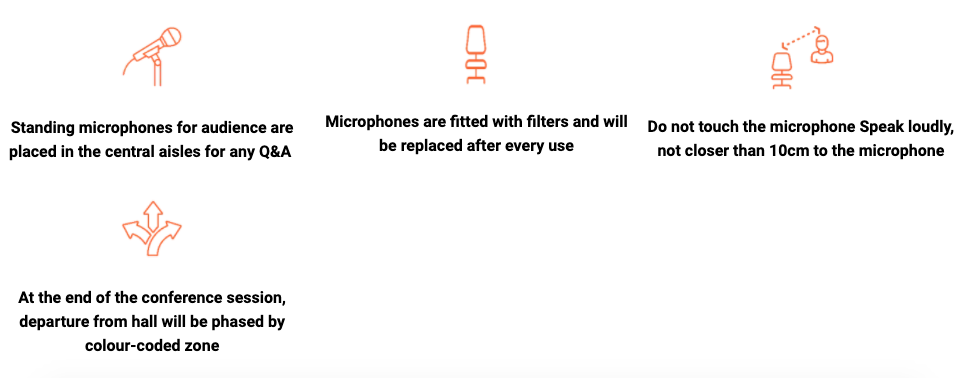 Standing microphones for audience are
placed in the central aisles for any Q&A
Microphones are fitted with filters and will
be replaced after every use
Do not touch the microphone Speak loudly,
not closer than 10cm to the microphone
At the end of the conference session,
departure from hall will be phased by
colour-coded zone